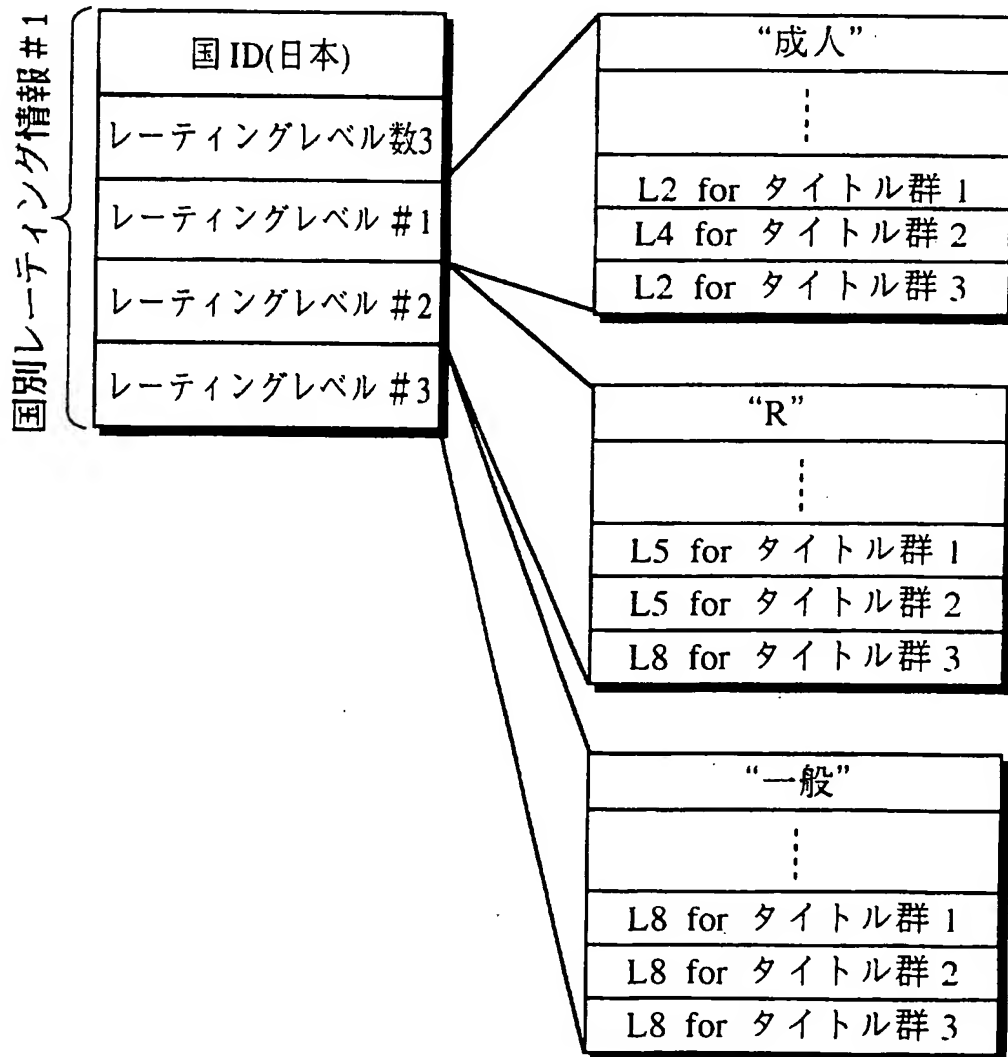 国別レーティング情報#1
国ID(日本)
レーティングレベル数3
レーティングレベル #1
レーティングレベル #2
レーティングレベル #3
“成人”
L2 for タイトル群 1
L4 for タイトル群 2
L2 for タイトル群 3
“R”
L5 for タイトル群 1
L5 for タイトル群 2
L8 for タイトル群 3
“一般”
L8 for タイトル群 1
L8 for タイトル群 2
L8 for タイトル群 3